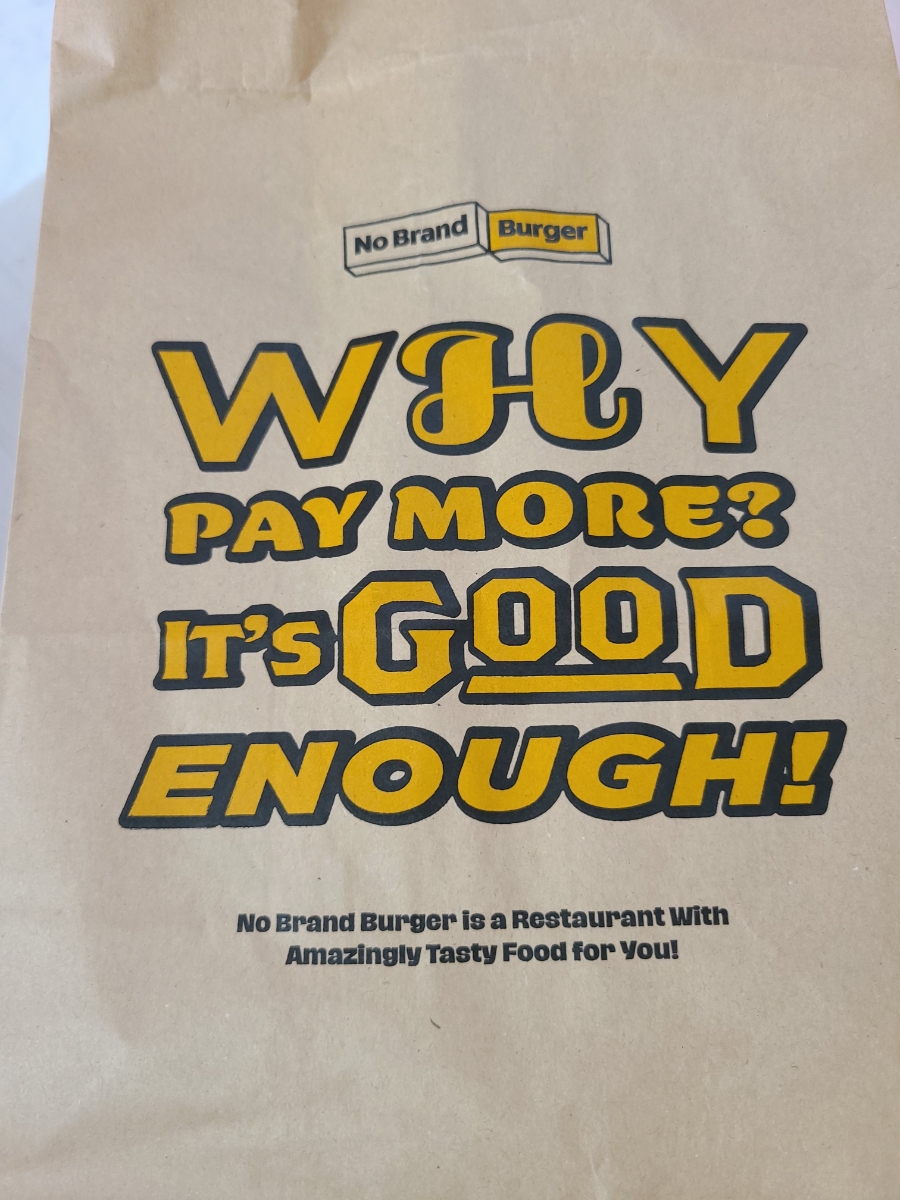 No Brand Burger
WHY
PAY MORE?
IT'S GOOD
ENOUGH!
No Brand Burger is a Restaurant With
Amazingly Tasty Food for You!